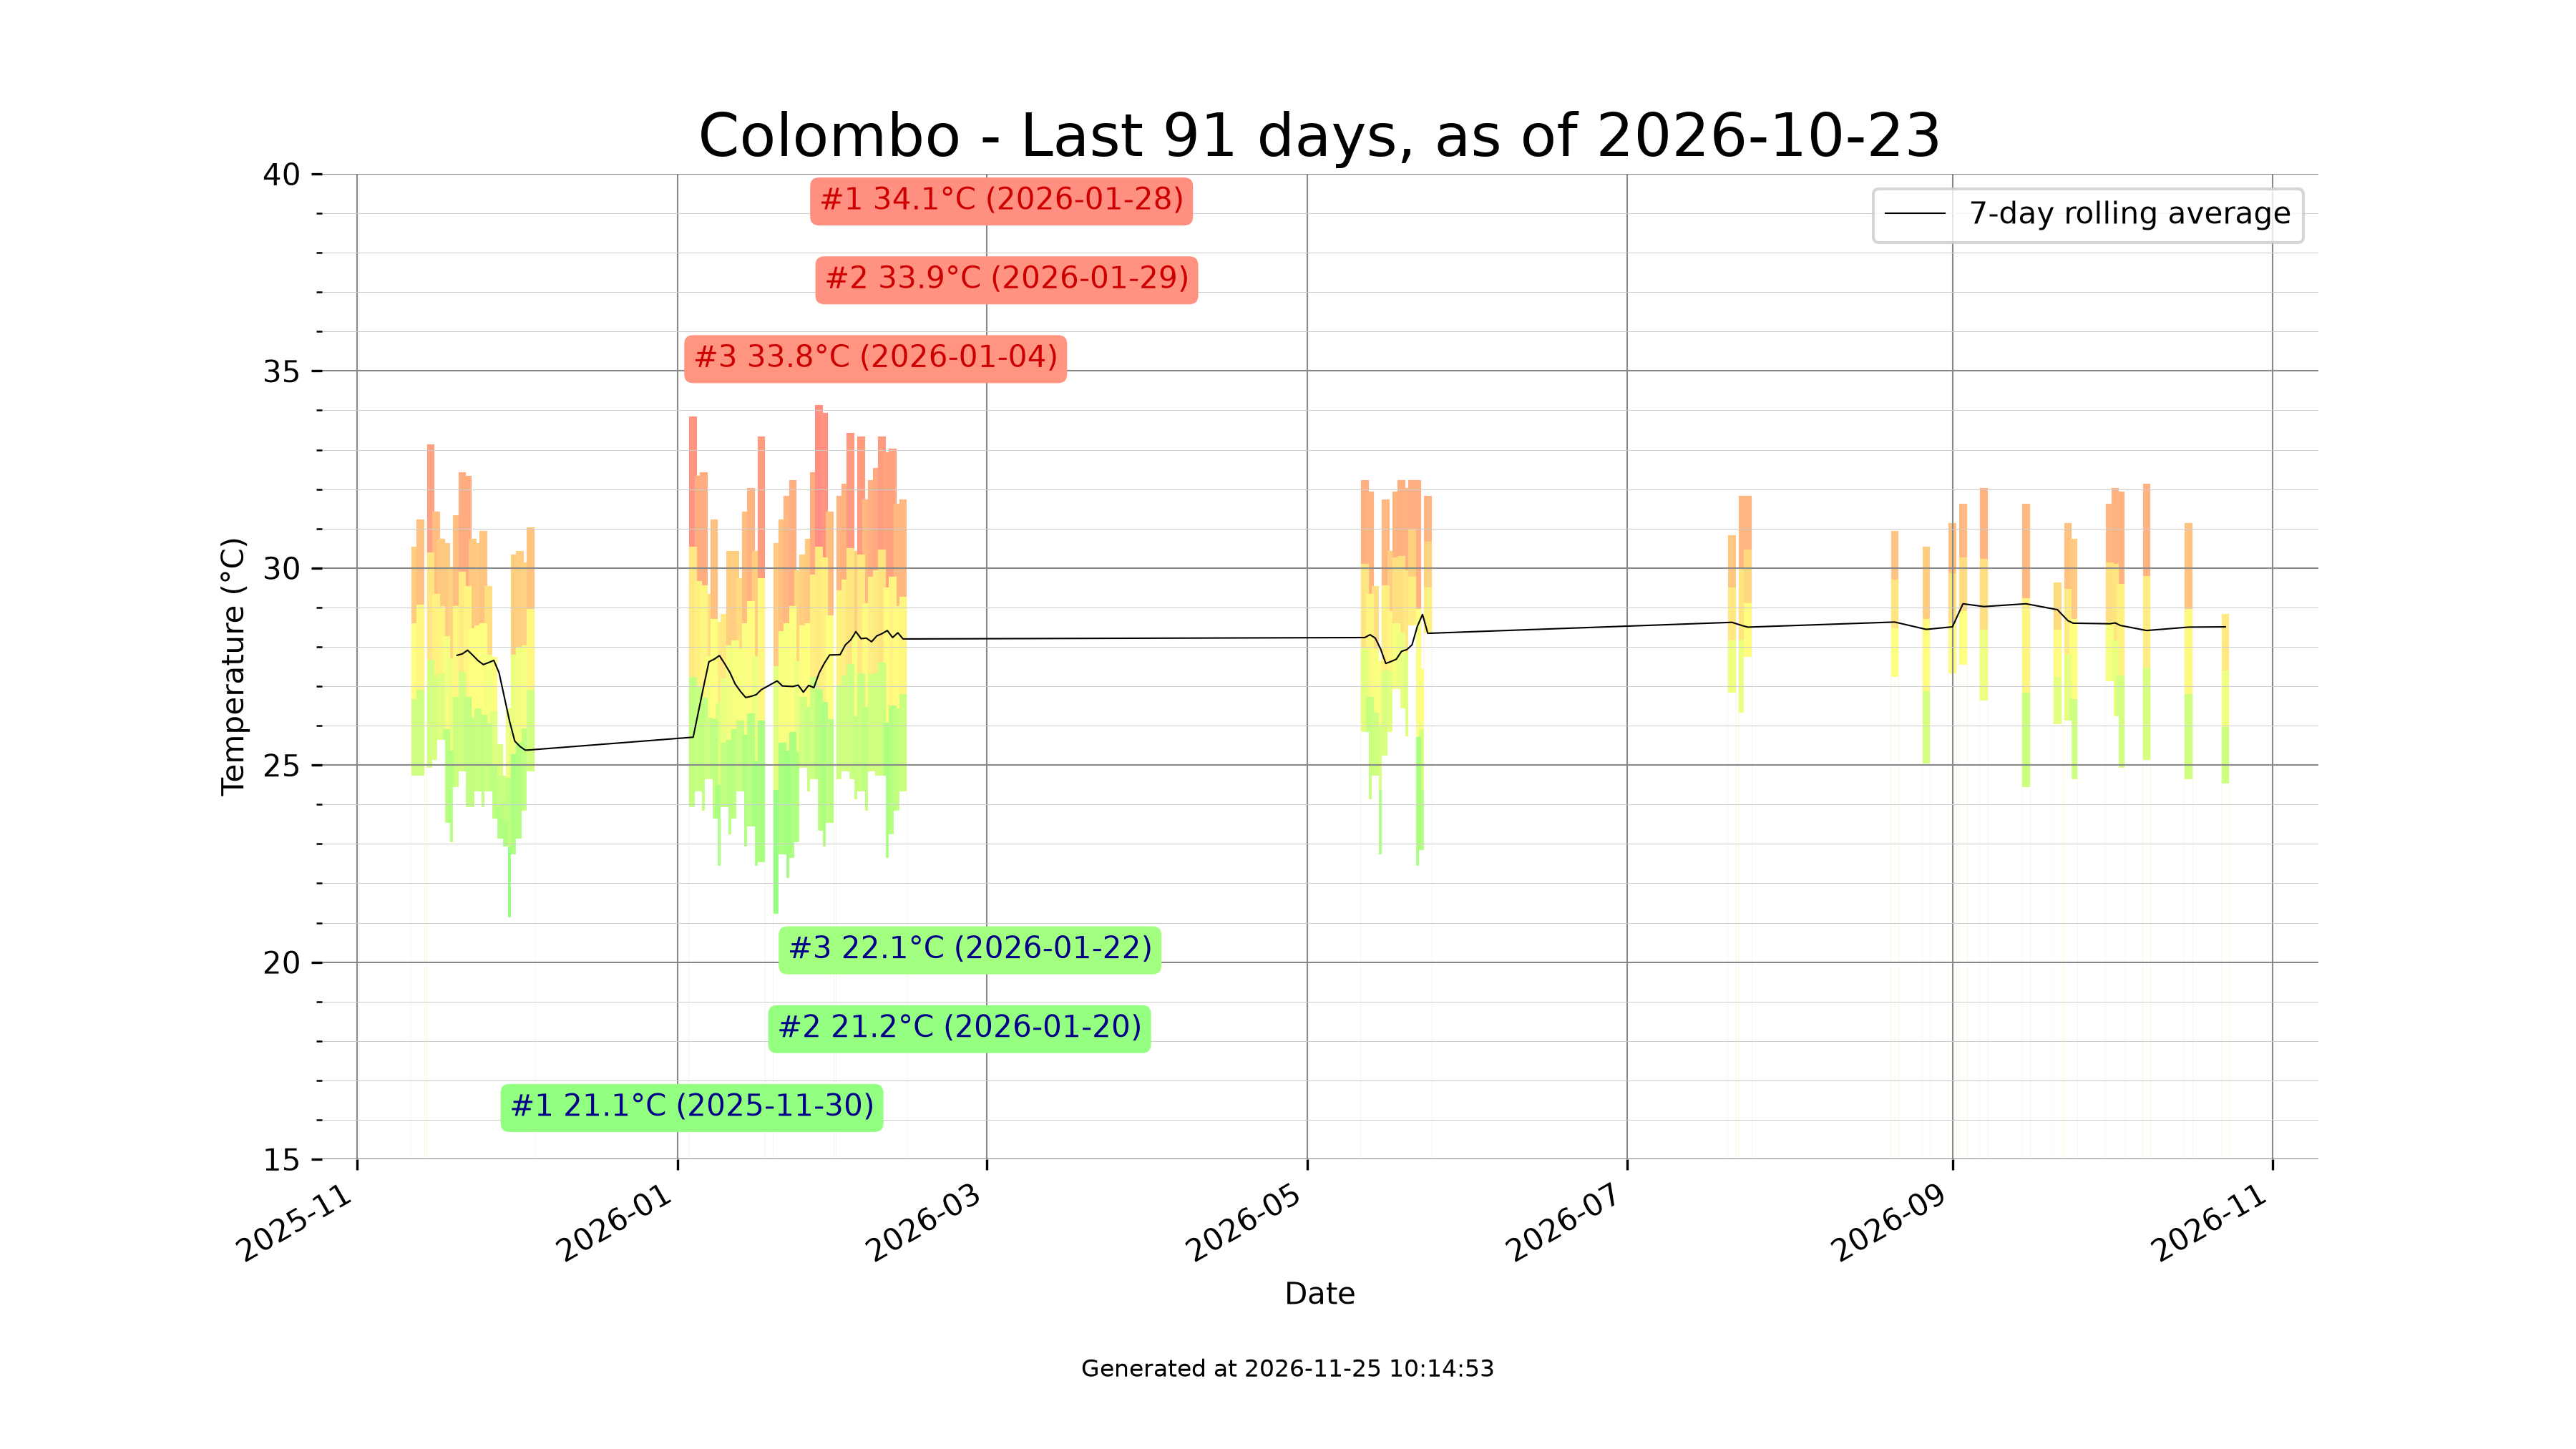 Colombo - Last 91 days, as of 2026-10-23
40
#1 34.1°C (2026-01-28)
7-day rolling average
#2 33.9°C (2026-01-29)
#3 33.8°C (2026-01-04)
35
30
Temperature (°C)
25
#3 22.1°C (2026-01-22)
20
#2 21.2°C (2026-01-20)
#1 21.1°C (2025-11-30)
15
2025-11
2026-01
2026-03
2026-05
2026-07
2026-09
2026-11
Date
Generated at 2026-11-25 10:14:53